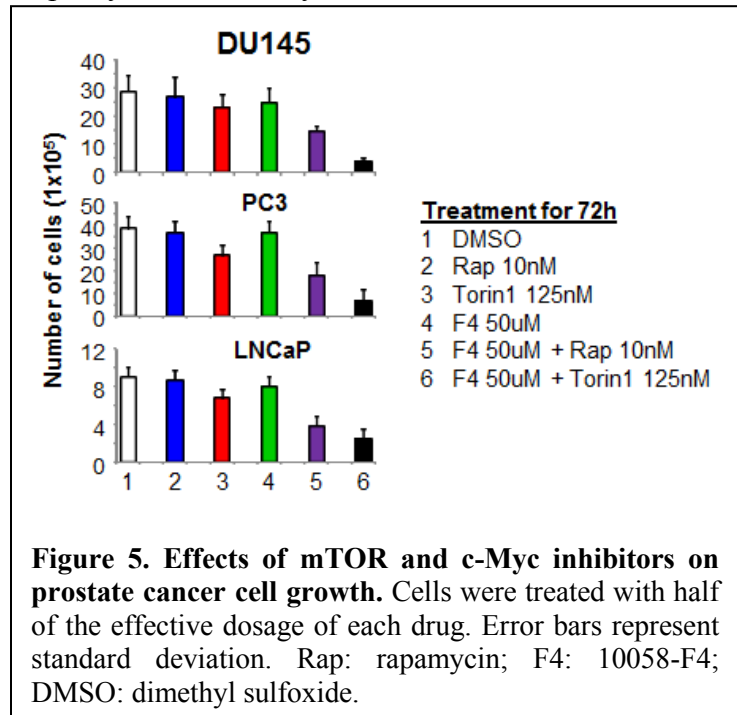 DU145
Number of cells (1x10⁵)
40
30
20
10
0
PC3
50
40
30
20
10
0
LNCaP
12
8
4
0
1 2 3 4 5 6
Treatment for 72h
1 DMSO
2 Rap 10nM
3 Torin1 125nM
4 F4 50uM
5 F4 50uM + Rap 10nM
6 F4 50uM + Torin1 125nM
Figure 5. Effects of mTOR and c-Myc inhibitors on
prostate cancer cell growth. Cells were treated with half
of the effective dosage of each drug. Error bars represent
standard deviation. Rap: rapamycin; F4: 10058-F4;
DMSO: dimethyl sulfoxide.